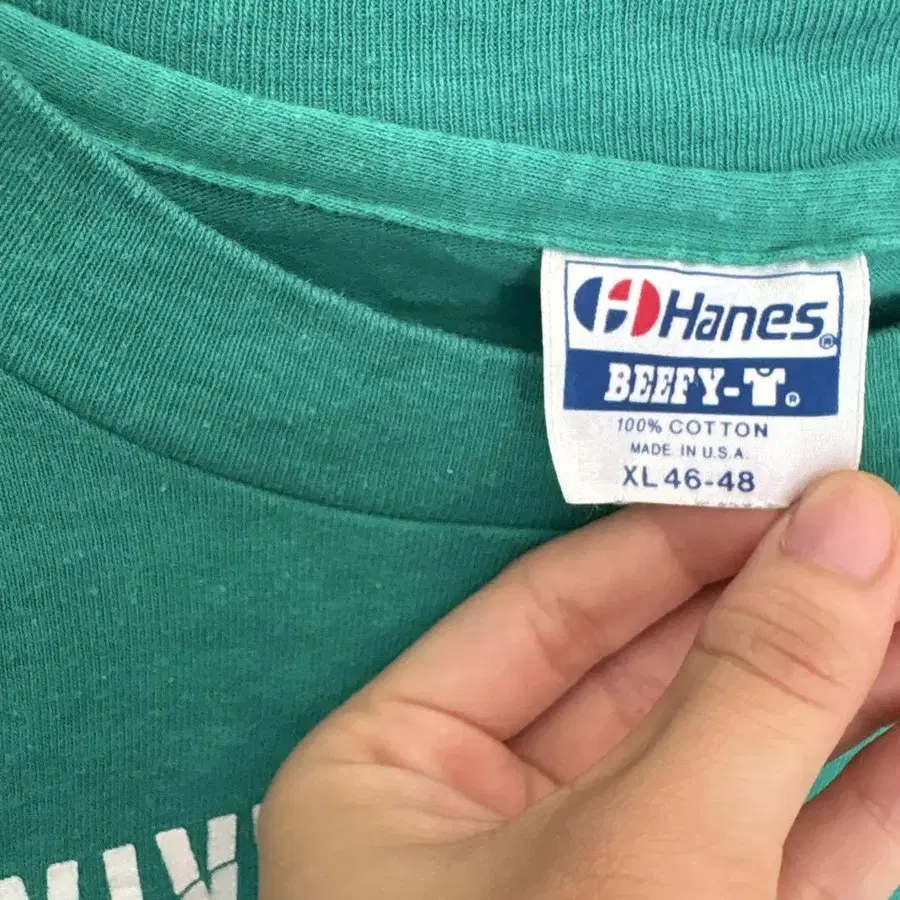 Hanes®
BEEFY-T®
100% COTTON
MADE IN U.S.A.
XL 46-48